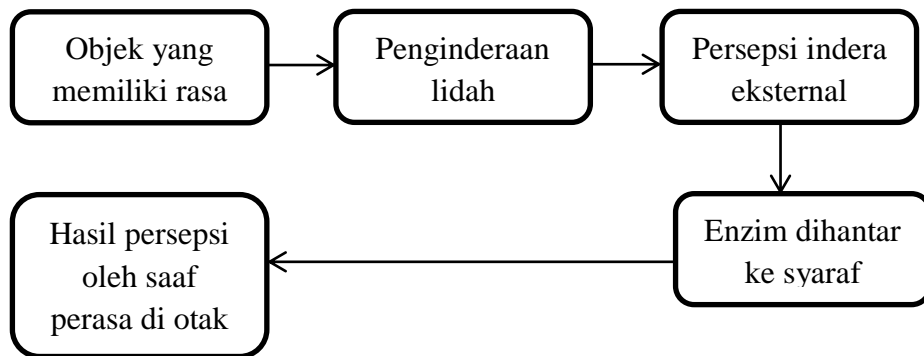 Objek yang
memiliki rasa
Penginderaan
lidah
Persepsi indera
eksternal
Enzim dihantar
ke syaraf
Hasil persepsi
oleh saaf
perasa di otak